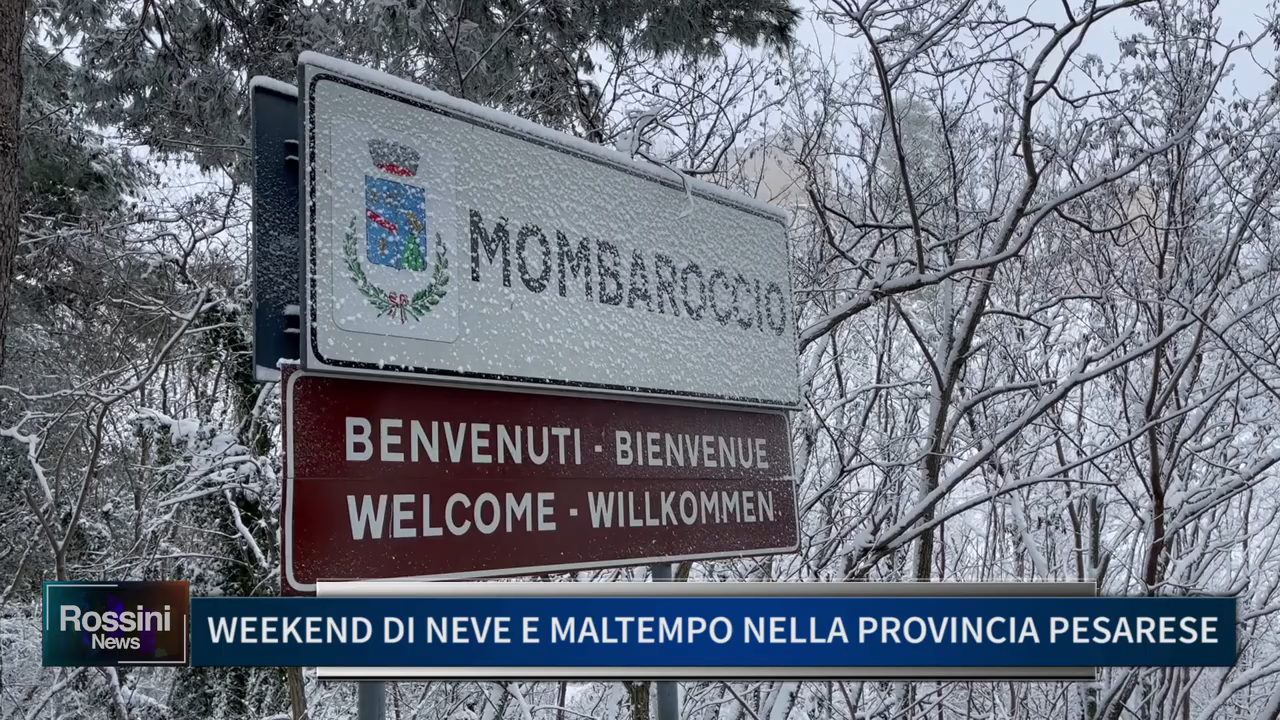 MOMBAROCCIO
BENVENUTI - BIENVENUE
WELCOME - WILLKOMMEN
Rossini
News
WEEKEND DI NEVE E MALTEMPO NELLA PROVINCIA PESARESE